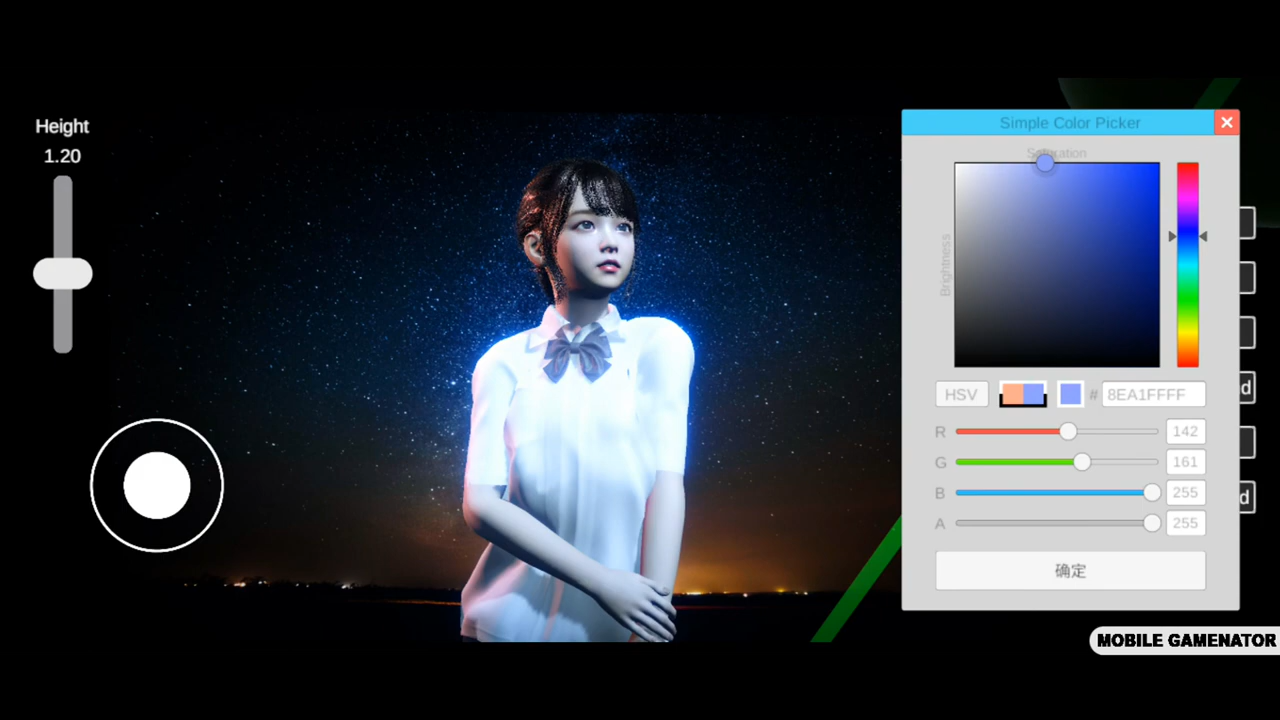 Height
1.20
Simple Color Picker
Saturation
Brightness
HSV
# 8EA1FFFF
R 142
G 161
B 255
A 255
确定
d
d
MOBILE GAMENATOR